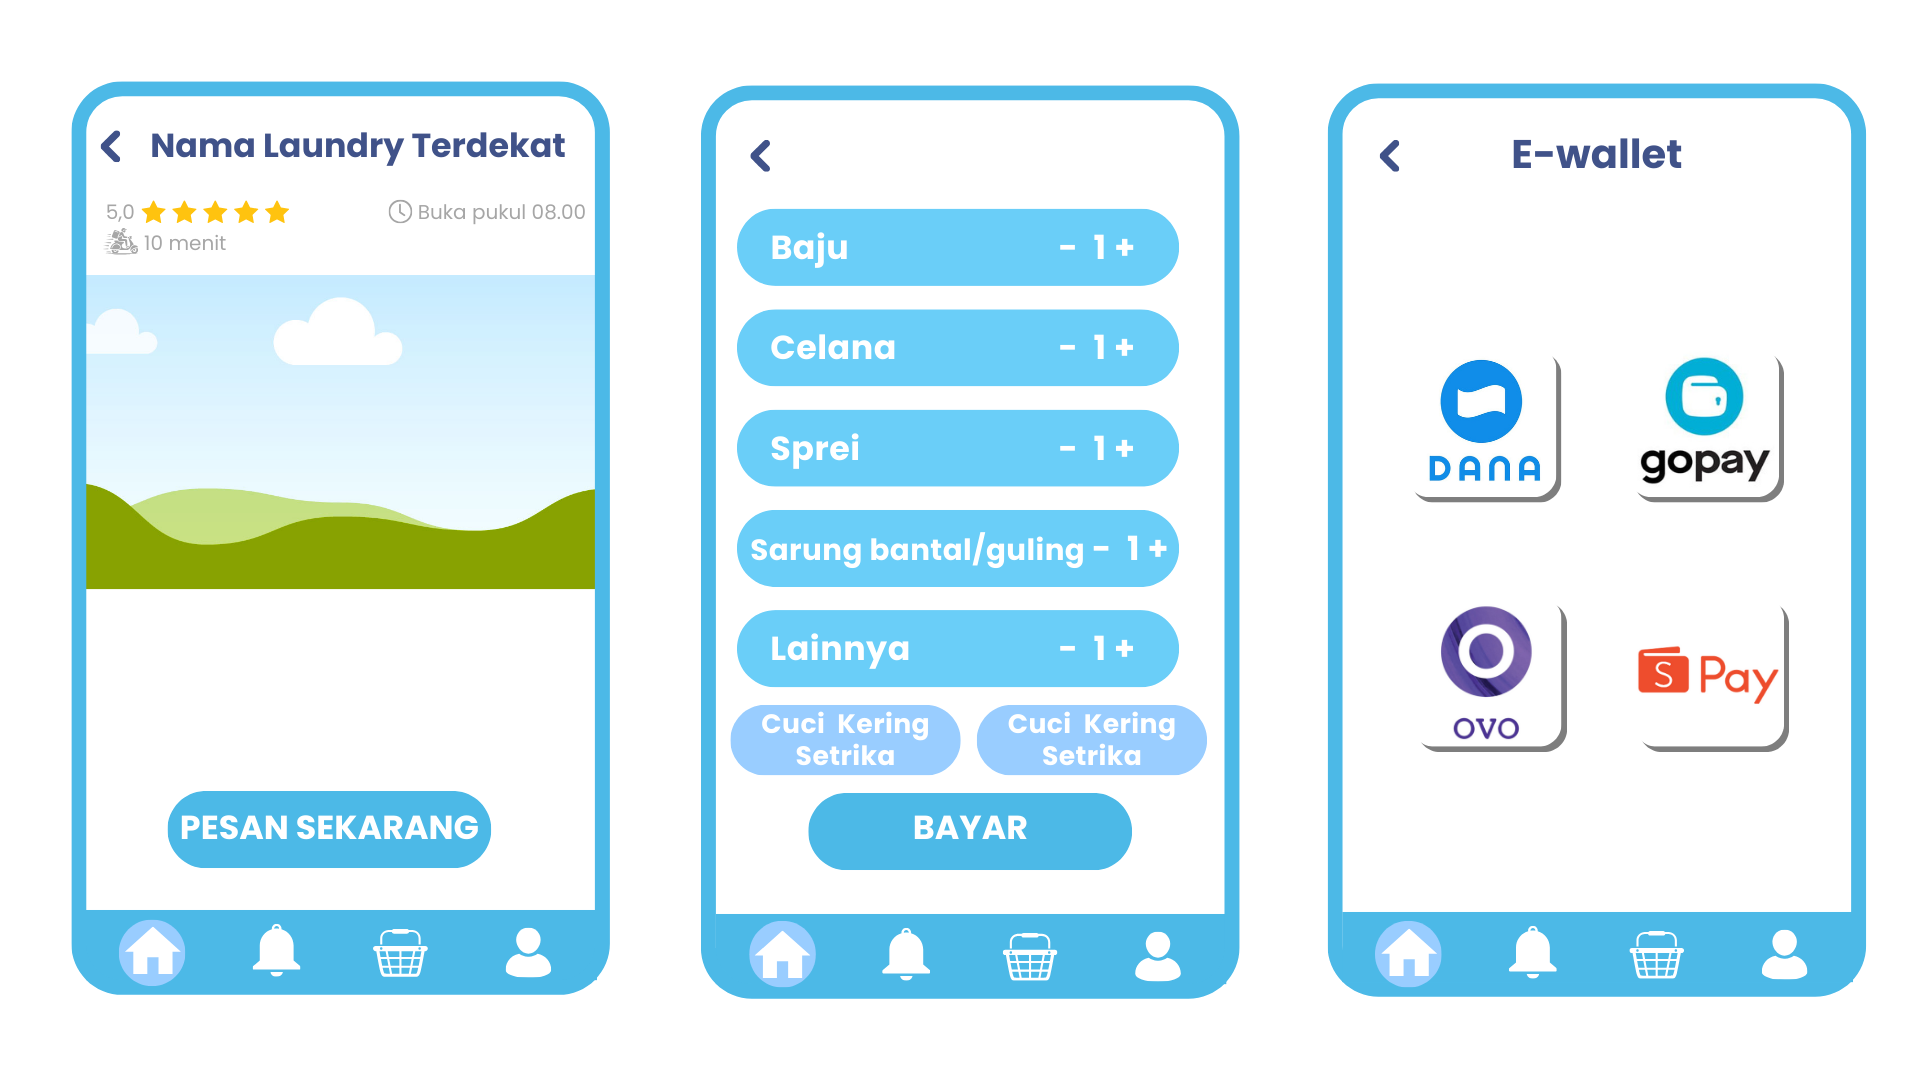 Nama Laundry Terdekat
5,0
Buka pukul 08.00
10 menit
PESAN SEKARANG
Baju - 1 +
Celana - 1 +
Sprei - 1 +
Sarung bantal/guling - 1 +
Lainnya - 1 +
Cuci Kering
Setrika
Cuci Kering
Setrika
BAYAR
E-wallet
DANA
gopay
OVO
S Pay